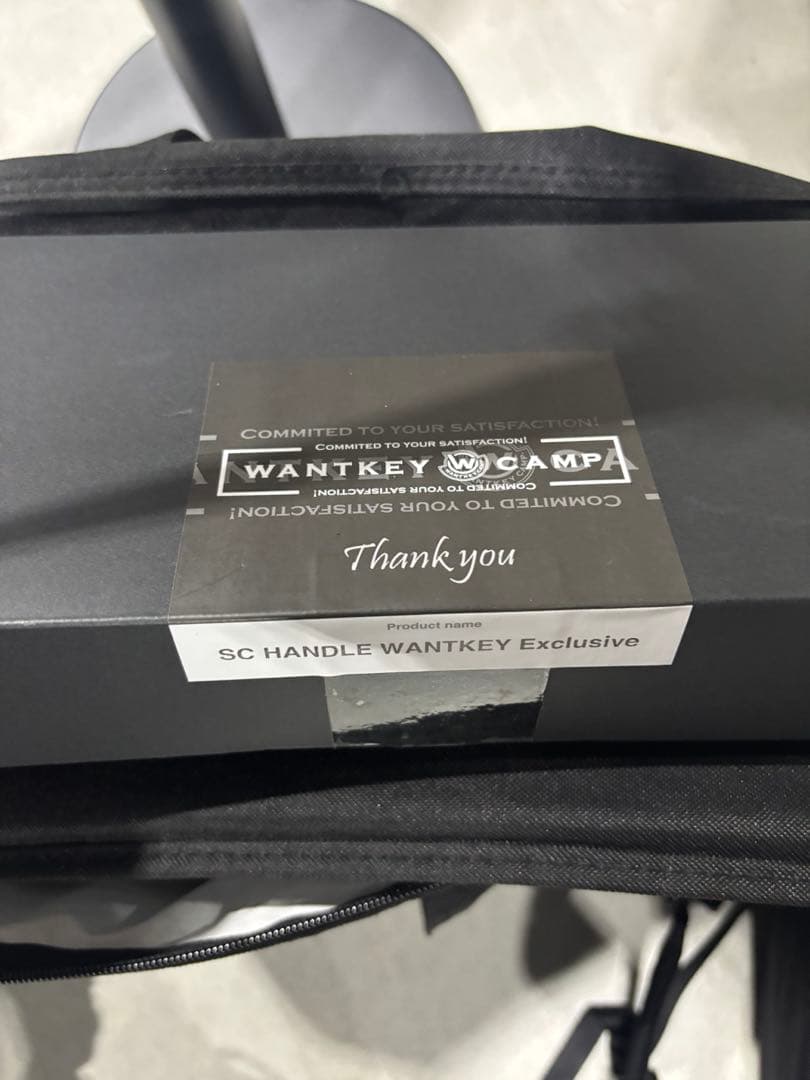 COMMITED TO YOUR SATISFACTION!
COMMITED TO YOUR SATISFACTION!
WANTKEY W CAMP
COMMITED TO YOUR SATISFACTION!
COMMITED TO YOUR SATISFACTION!
Thank you
Product name
SC HANDLE WANTKEY Exclusive